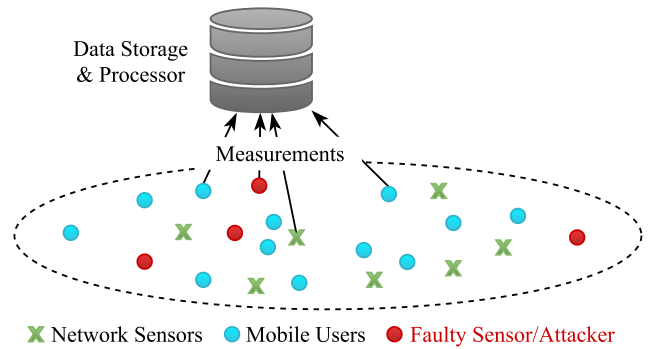 Data Storage
& Processor
Measurements
Network Sensors
Mobile Users
Faulty Sensor/Attacker